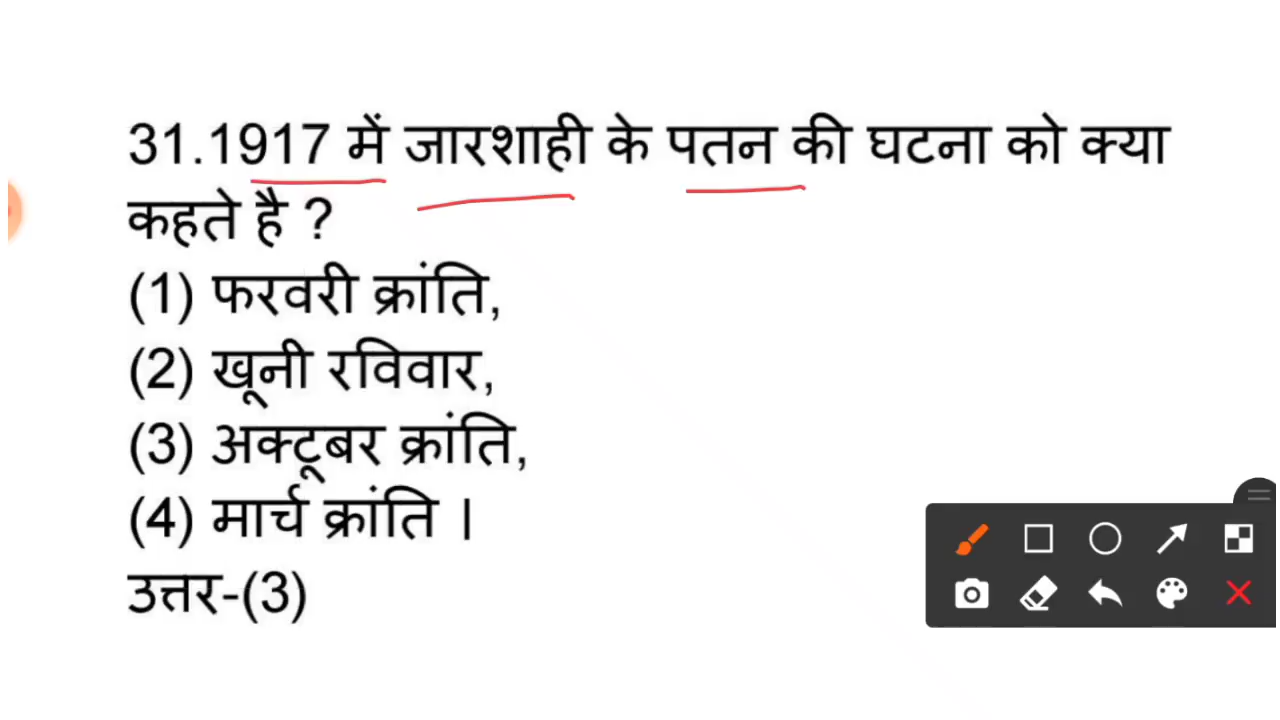 31.1917 में जारशाही के पतन की घटना को क्या
कहते है ?
(1) फरवरी क्रांति,
(2) खूनी रविवार,
(3) अक्टूबर क्रांति,
(4) मार्च क्रांति ।
उत्तर-(3)